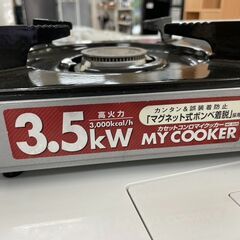 高火力
3.5kW
3,000kcal/h
カンタン&誤装着防止
「マグネット式ボンベ着脱」採用
カセットコンロマイクッカー
MY COOKER